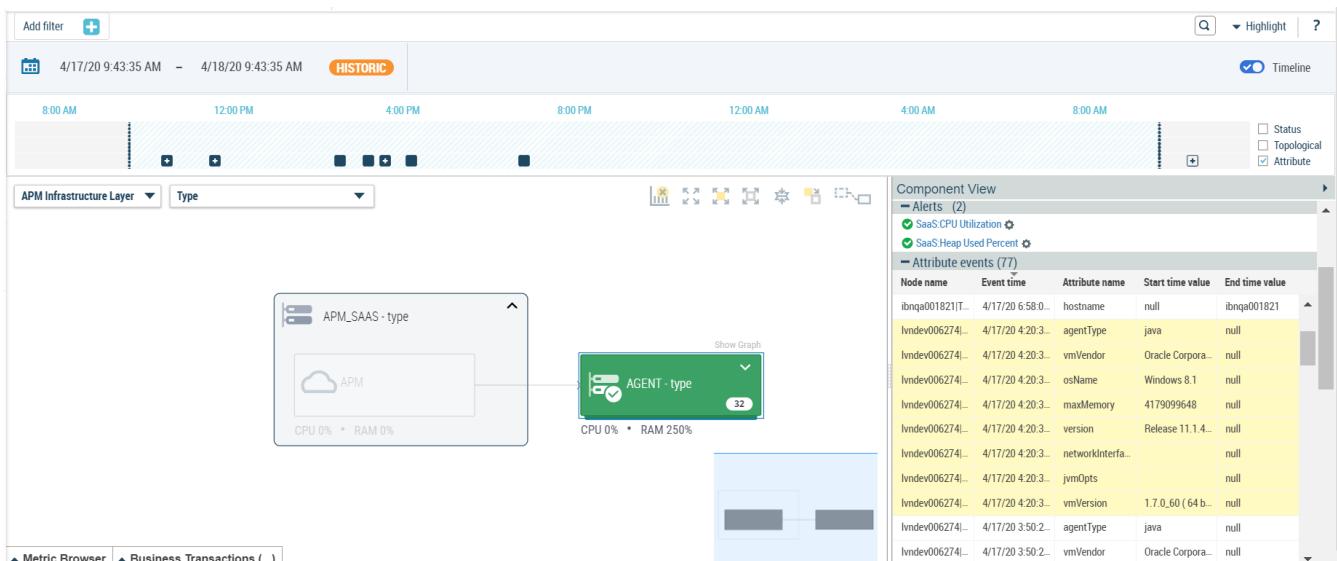 Add filter
Highlight ?
4/17/20 9:43:35 AM – 4/18/20 9:43:35 AM HISTORIC
Timeline
8:00 AM 12:00 PM 4:00 PM 8:00 PM 12:00 AM 4:00 AM 8:00 AM
Status
Topological
Attribute
APM Infrastructure Layer Type
Component View
Alerts (2)
SaaS:CPU Utilization
SaaS:Heap Used Percent
Attribute events (77)
Node name Event time Attribute name Start time value End time value
ibnqa001821|T... 4/17/20 6:58:0... hostname null ibnqa001821
lvndev006274|... 4/17/20 4:20:3... agentType java null
lvndev006274|... 4/17/20 4:20:3... vmVendor Oracle Corpora... null
lvndev006274|... 4/17/20 4:20:3... osName Windows 8.1 null
lvndev006274|... 4/17/20 4:20:3... maxMemory 4179099648 null
lvndev006274|... 4/17/20 4:20:3... version Release 11.1.4... null
lvndev006274|... 4/17/20 4:20:3... networkInterfa... null
lvndev006274|... 4/17/20 4:20:3... jvmOpts null
lvndev006274|... 4/17/20 4:20:3... vmVersion 1.7.0_60 ( 64 b... null
lvndev006274|... 4/17/20 3:50:2... agentType java null
lvndev006274|... 4/17/20 3:50:2... vmVendor Oracle Corpora... null
APM_SAAS - type
APM
CPU 0% • RAM 0%
Show Graph
AGENT - type
32
CPU 0% • RAM 250%
Metric Browser Business Transactions (...)